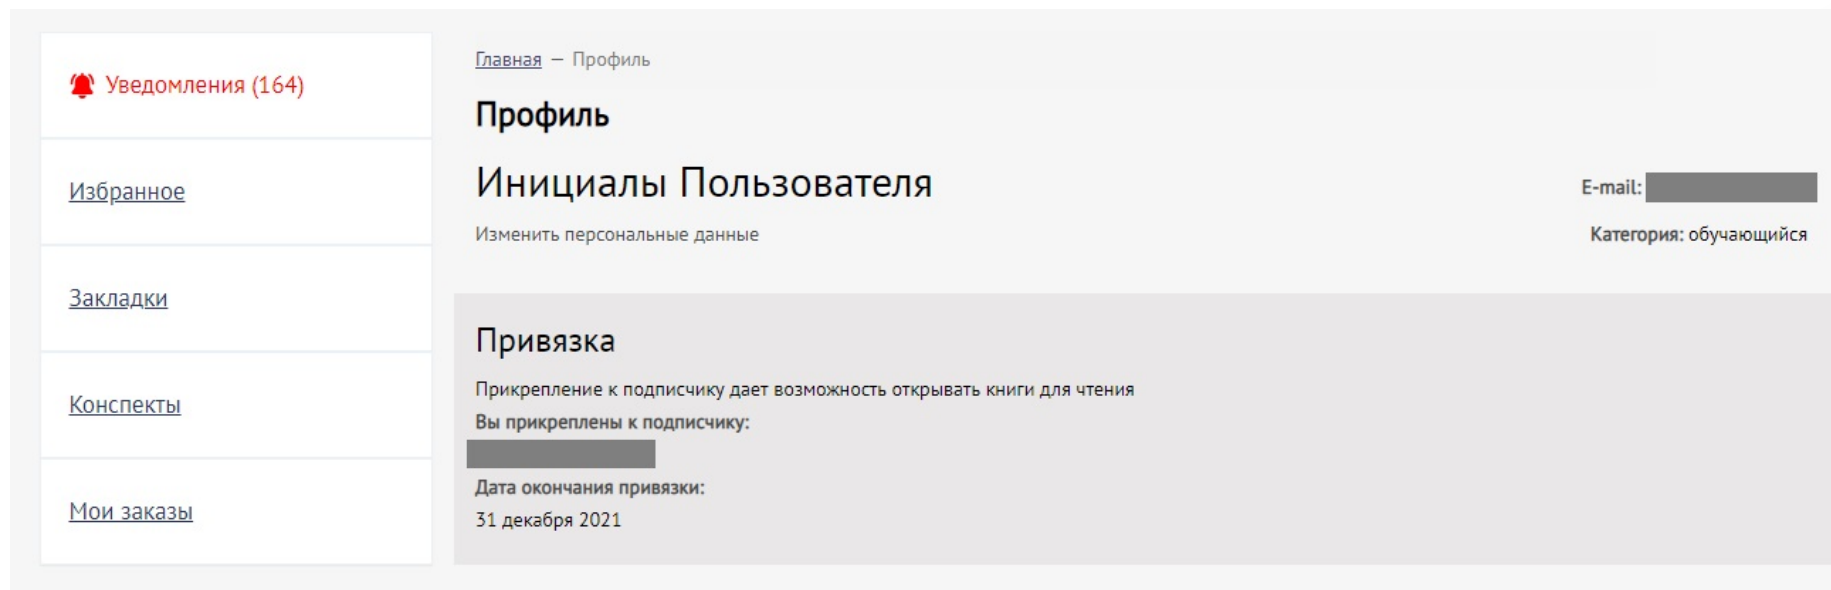 Уведомления (164)
Избранное
Закладки
Конспекты
Мои заказы
Главная — Профиль
Профиль
Инициалы Пользователя
Изменить персональные данные
E-mail:
Категория: обучающийся
Привязка
Прикрепление к подписчику дает возможность открывать книги для чтения
Вы прикреплены к подписчику:
Дата окончания привязки:
31 декабря 2021